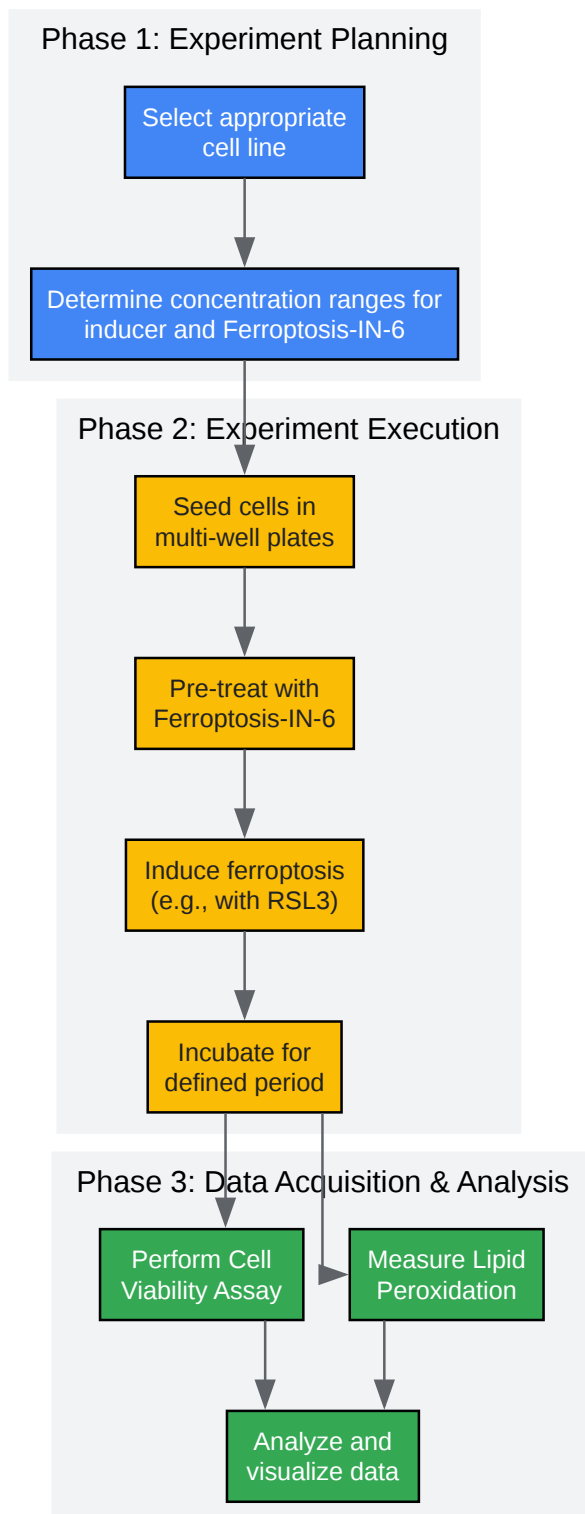 Phase 1: Experiment Planning
Select appropriate
cell line
Determine concentration ranges for
inducer and Ferroptosis-IN-6
Phase 2: Experiment Execution
Seed cells in
multi-well plates
Pre-treat with
Ferroptosis-IN-6
Induce ferroptosis
(e.g., with RSL3)
Incubate for
defined period
Phase 3: Data Acquisition & Analysis
Perform Cell
Viability Assay
Measure Lipid
Peroxidation
Analyze and
visualize data